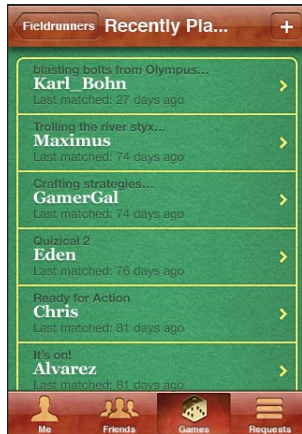 Fieldrunners
Recently Pla...
+
blasting bolts from Olympus...
Karl_Bohn
Last matched: 27 days ago
Trolling the river styx...
Maximus
Last matched: 74 days ago
Crafting strategies...
GamerGal
Last matched: 74 days ago
Quizical 2
Eden
Last matched: 76 days ago
Ready for Action
Chris
Last matched: 81 days ago
It's on!
Alvarez
Last matched: 81 days ago
Me
Friends
Games
Requests